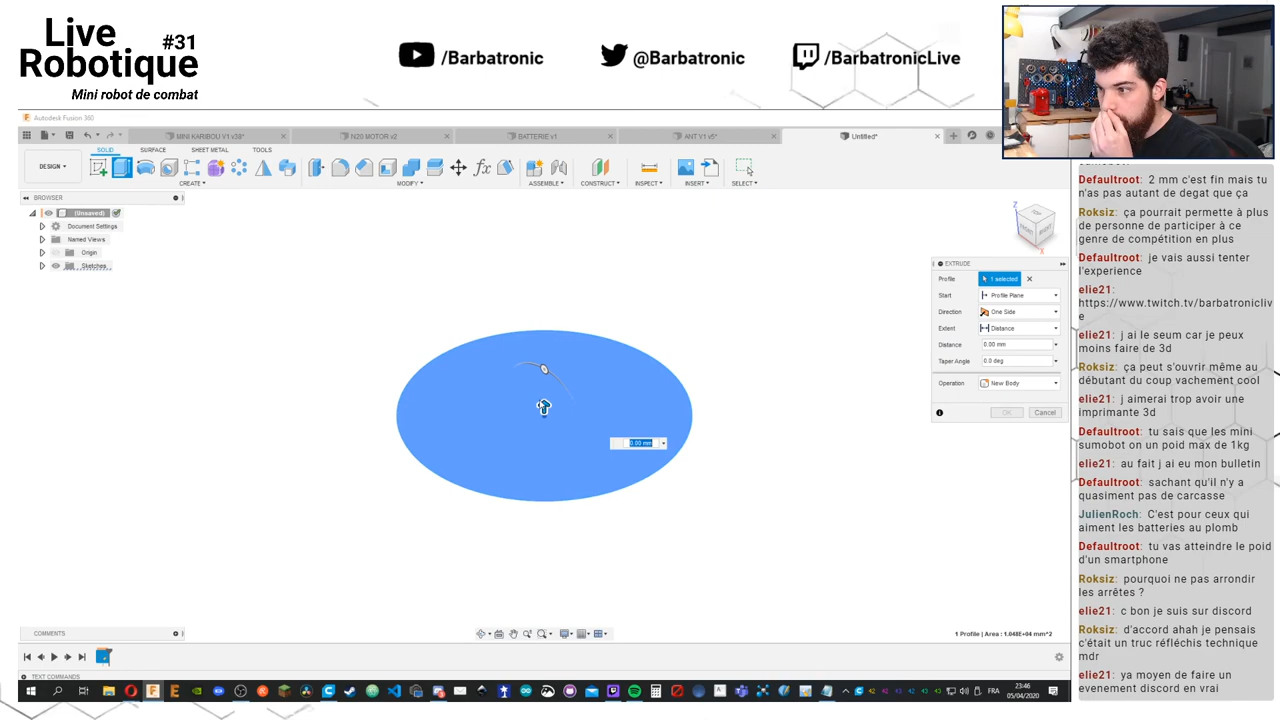 Live
Robotique
#31
Mini robot de combat
/Barbatronic
@Barbatronic
/BarbatronicLive
Autodesk Fusion 360
MINI KARIBOU V1 v38*
N20 MOTOR v2
BATTERIE v1
ANT V1 v5*
Untitled*
SOLID
SURFACE
SHEET METAL
TOOLS
DESIGN
CREATE
MODIFY
ASSEMBLE
CONSTRUCT
INSPECT
INSERT
SELECT
BROWSER
(Unsaved)
Document Settings
Named Views
Origin
Sketches
Z
TOP
FRONT
RIGHT
X
EXTRUDE
Profile
1 selected
Start
Profile Plane
Direction
One Side
Extent
Distance
Distance
0.00 mm
Taper Angle
0.0 deg
Operation
New Body
OK
Cancel
0.00 mm
COMMENTS
1 Profile | Area : 1.048E+04 mm^2
TEXT COMMANDS
FRA
23:46
05/04/2020
Defaultroot: 2 mm c'est fin mais tu
n'as pas autant de degat que ça
Roksiz: ça pourrait permette à plus
de personne de participer à ce
genre de compétition en plus
Defaultroot: je vais aussi tenter
l'experience
elie21:
https://www.twitch.tv/barbatroniclive
elie21: j ai le seum car je peux
moins faire de 3d
Roksiz: ça peut s'ouvrir même au
débutant du coup vachement cool
elie21: j aimerai trop avoir une
imprimante 3d
Defaultroot: tu sais que les mini
sumobot on un poid max de 1kg
elie21: au fait j ai eu mon bulletin
Defaultroot: sachant qu'il n'y a
quasiment pas de carcasse
JulienRoch: C'est pour ceux qui
aiment les batteries au plomb
Defaultroot: tu vas atteindre le poid
d'un smartphone
Roksiz: pourquoi ne pas arrondir
les arrêtes ?
elie21: c bon je suis sur discord
Roksiz: d'accord ahah je pensais
c'était un truc réfléchis technique
mdr
elie21: ya moyen de faire un
evenement discord en vrai